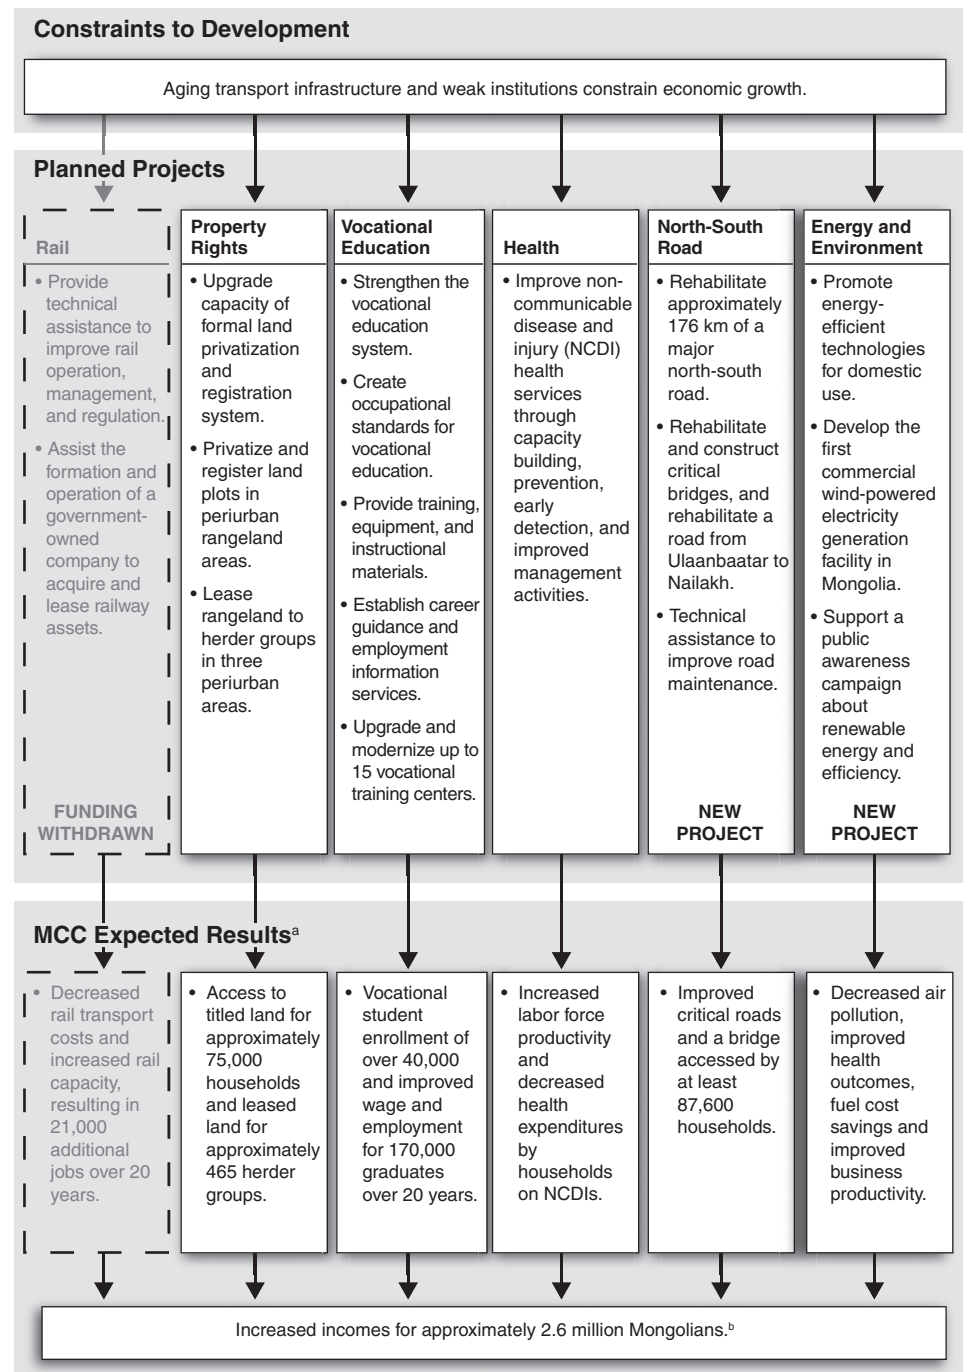 Constraints to Development
Aging transport infrastructure and weak institutions constrain economic growth.
Planned Projects
Rail
• Provide
technical
assistance to
improve rail
operation,
management,
and regulation.
• Assist the
formation and
operation of a
government-
owned
company to
acquire and
lease railway
assets.
FUNDING
WITHDRAWN
Property
Rights
• Upgrade
capacity of
formal land
privatization
and
registration
system.
• Privatize and
register land
plots in
periurban
rangeland
areas.
• Lease
rangeland to
herder groups
in three
periurban
areas.
Vocational
Education
• Strengthen the
vocational
education
system.
• Create
occupational
standards for
vocational
education.
• Provide training,
equipment, and
instructional
materials.
• Establish career
guidance and
employment
information
services.
• Upgrade and
modernize up to
15 vocational
training centers.
Health
• Improve non-
communicable
disease and
injury (NCDI)
health
services
through
capacity
building,
prevention,
early
detection, and
improved
management
activities.
North-South
Road
• Rehabilitate
approximately
176 km of a
major
north-south
road.
• Rehabilitate
and construct
critical
bridges, and
rehabilitate a
road from
Ulaanbaatar to
Nailakh.
• Technical
assistance to
improve road
maintenance.
NEW
PROJECT
Energy and
Environment
• Promote
energy-
efficient
technologies
for domestic
use.
• Develop the
first
commercial
wind-powered
electricity
generation
facility in
Mongolia.
• Support a
public
awareness
campaign
about
renewable
energy and
efficiency.
NEW
PROJECT
MCC Expected Resultsᵃ
• Decreased
rail transport
costs and
increased rail
capacity,
resulting in
21,000
additional
jobs over 20
years.
• Access to
titled land for
approximately
75,000
households
and leased
land for
approximately
465 herder
groups.
• Vocational
student
enrollment of
over 40,000
and improved
wage and
employment
for 170,000
graduates
over 20 years.
• Increased
labor force
productivity
and
decreased
health
expenditures
by
households
on NCDIs.
• Improved
critical roads
and a bridge
accessed by
at least
87,600
households.
• Decreased air
pollution,
improved
health
outcomes,
fuel cost
savings and
improved
business
productivity.
Increased incomes for approximately 2.6 million Mongolians.ᵇ